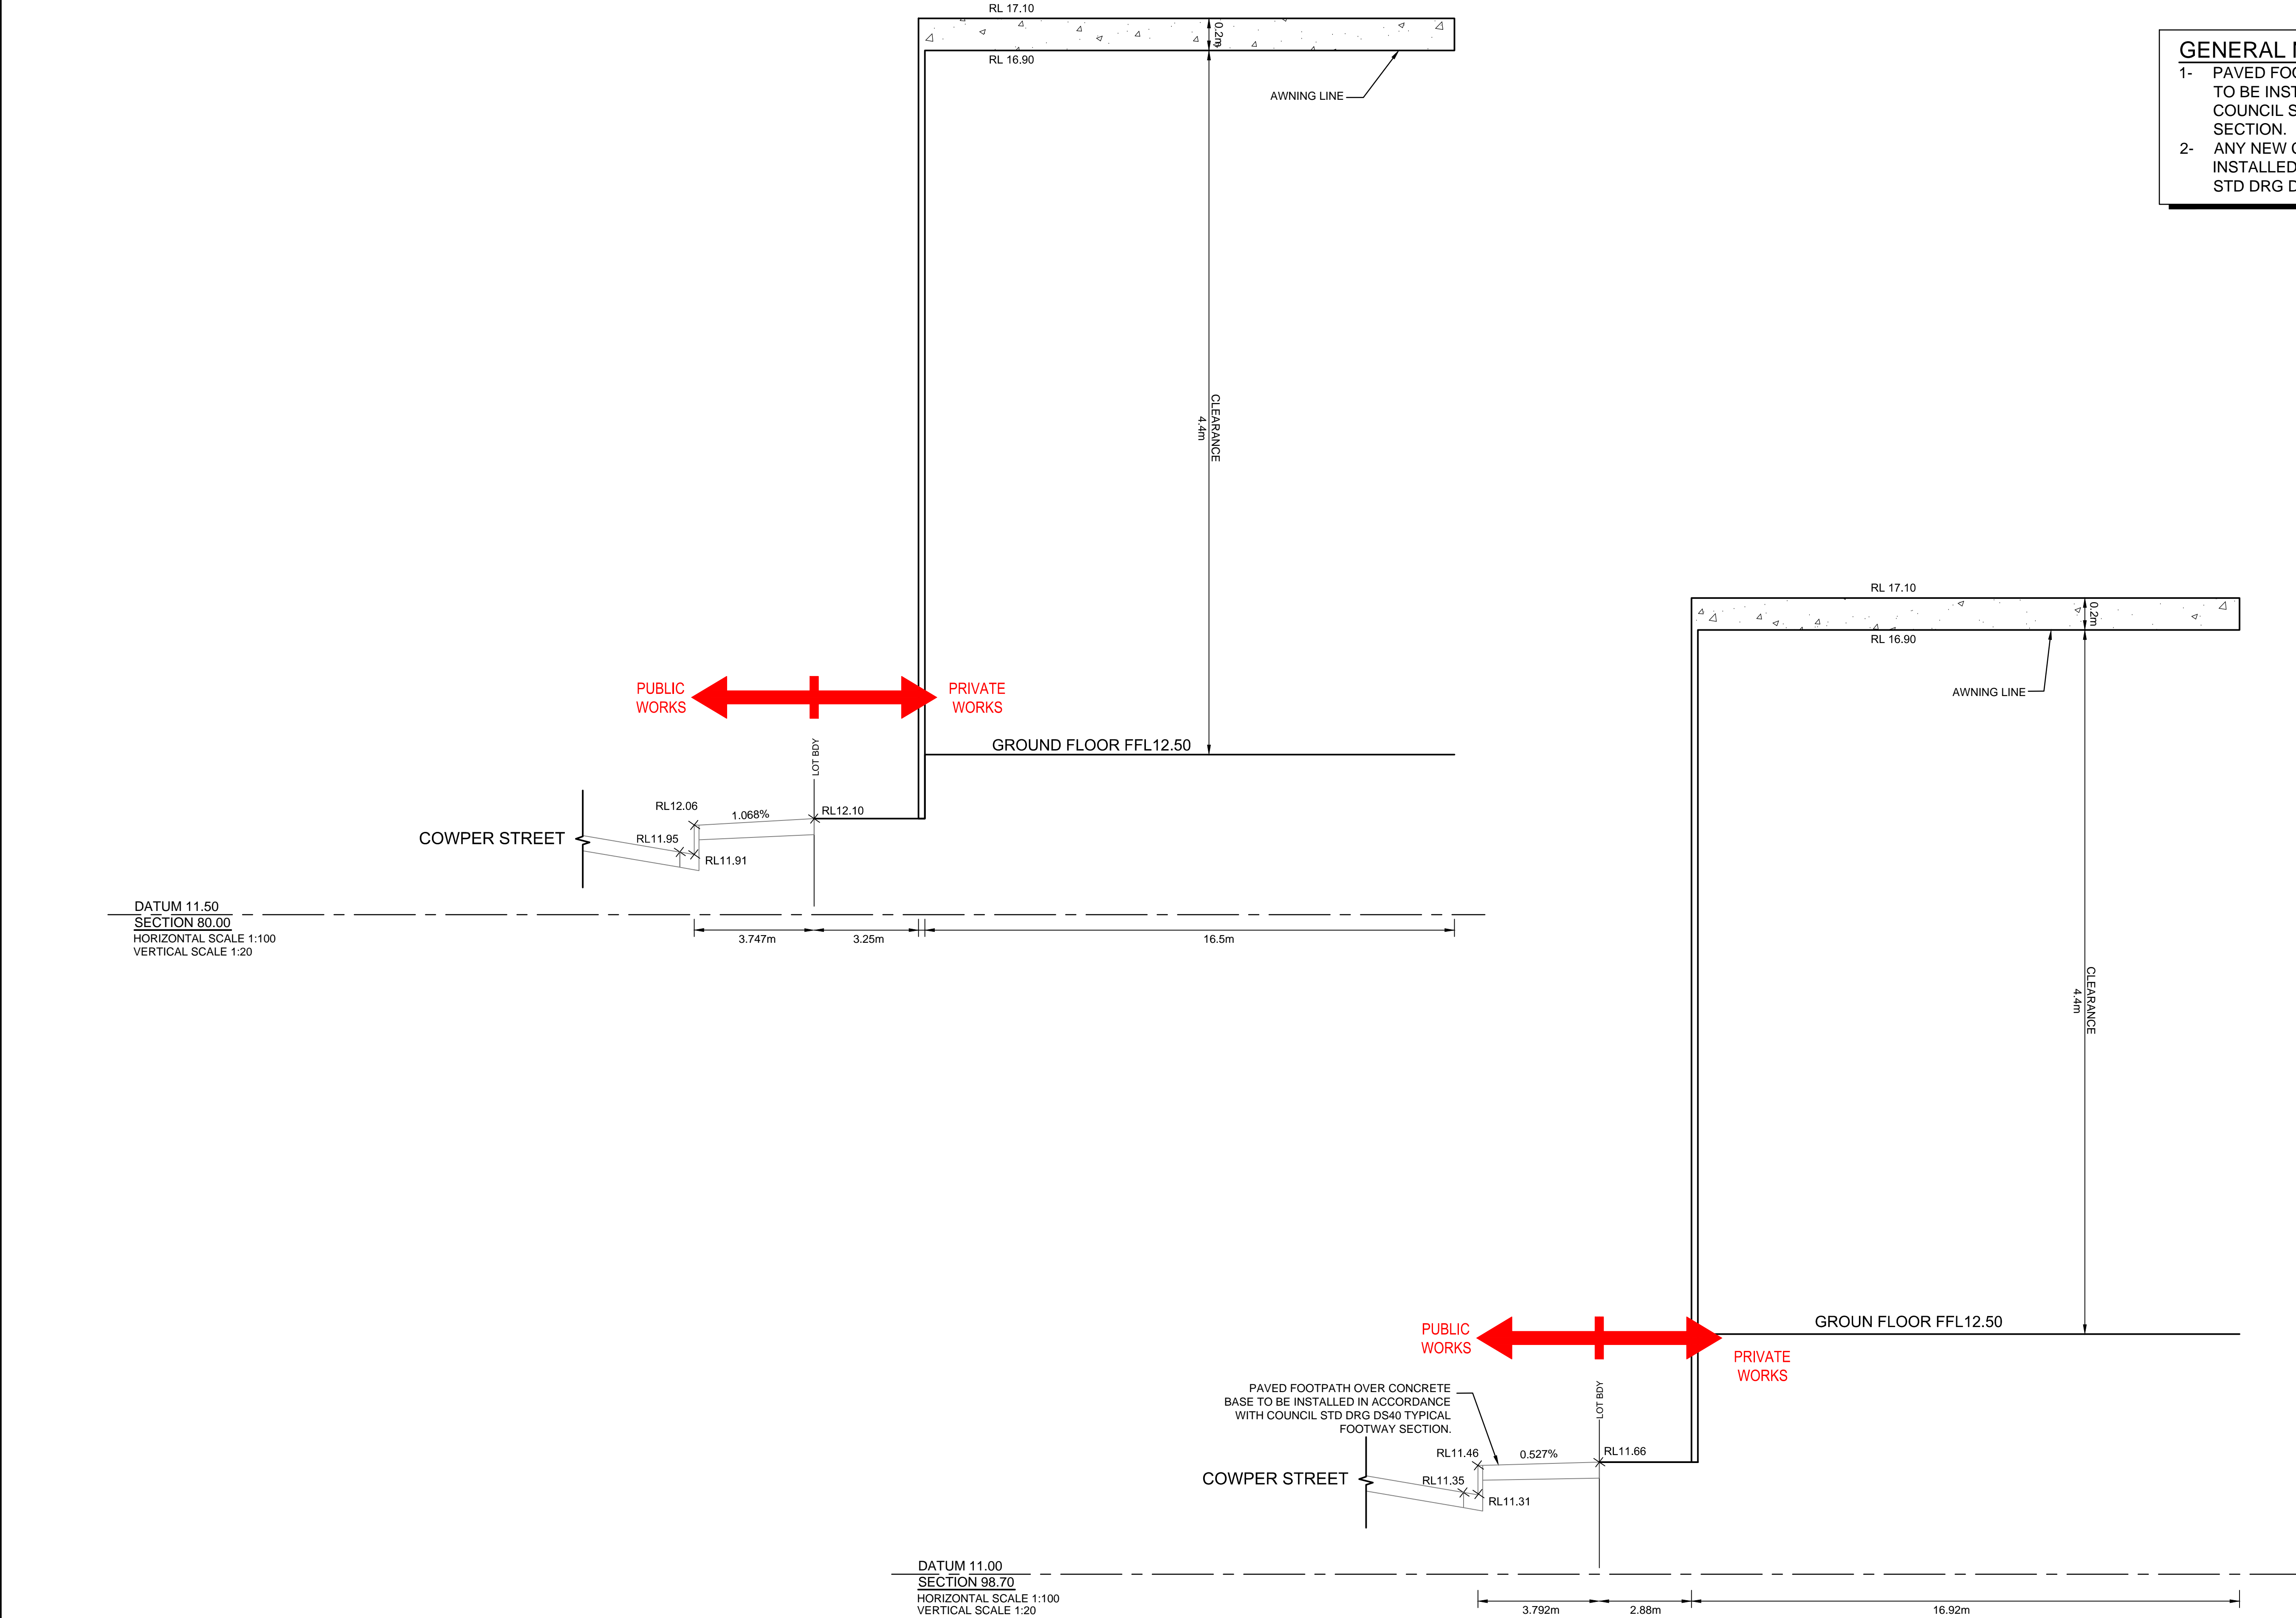 RL 17.10
0.2m
RL 16.90
AWNING LINE
CLEARANCE
4.4m
PUBLIC
WORKS
PRIVATE
WORKS
LOT BDY
GROUND FLOOR FFL12.50
RL12.06
1.068%
RL12.10
COWPER STREET
RL11.95
RL11.91
DATUM 11.50
SECTION 80.00
HORIZONTAL SCALE 1:100
VERTICAL SCALE 1:20
3.747m
3.25m
16.5m
GENERAL
1- PAVED
TO BE
COUNCIL
SECTION.
2- ANY NEW
INSTALLED
STD DRG
RL 17.10
0.2m
RL 16.90
AWNING LINE
CLEARANCE
4.4m
GROUN FLOOR FFL12.50
PUBLIC
WORKS
PRIVATE
WORKS
PAVED FOOTPATH OVER CONCRETE
BASE TO BE INSTALLED IN ACCORDANCE
WITH COUNCIL STD DRG DS40 TYPICAL
FOOTWAY SECTION.
LOT BDY
RL11.46
0.527%
RL11.66
COWPER STREET
RL11.35
RL11.31
DATUM 11.00
SECTION 98.70
HORIZONTAL SCALE 1:100
VERTICAL SCALE 1:20
3.792m
2.88m
16.92m